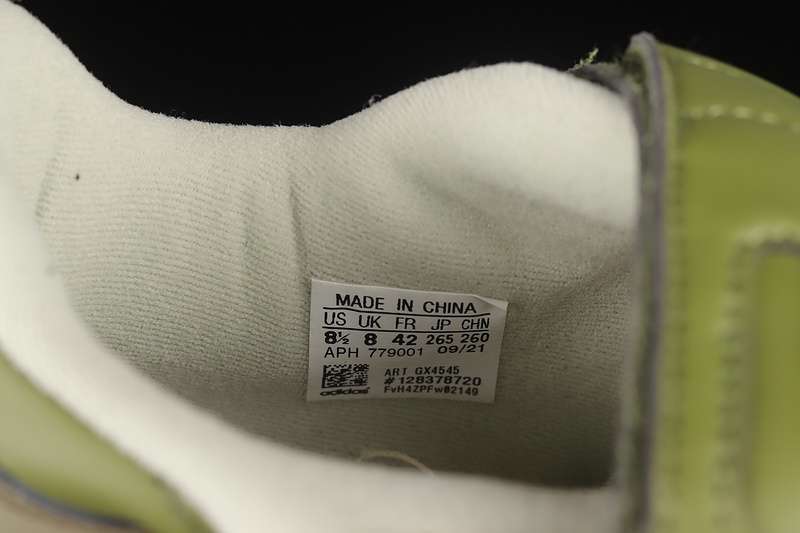 MADE IN CHINA
US UK FR JP CHN
8½ 8 42 265 260
APH 779001 09/21
ART GX4545
#128378720
FvH4ZPFw02149
adidas